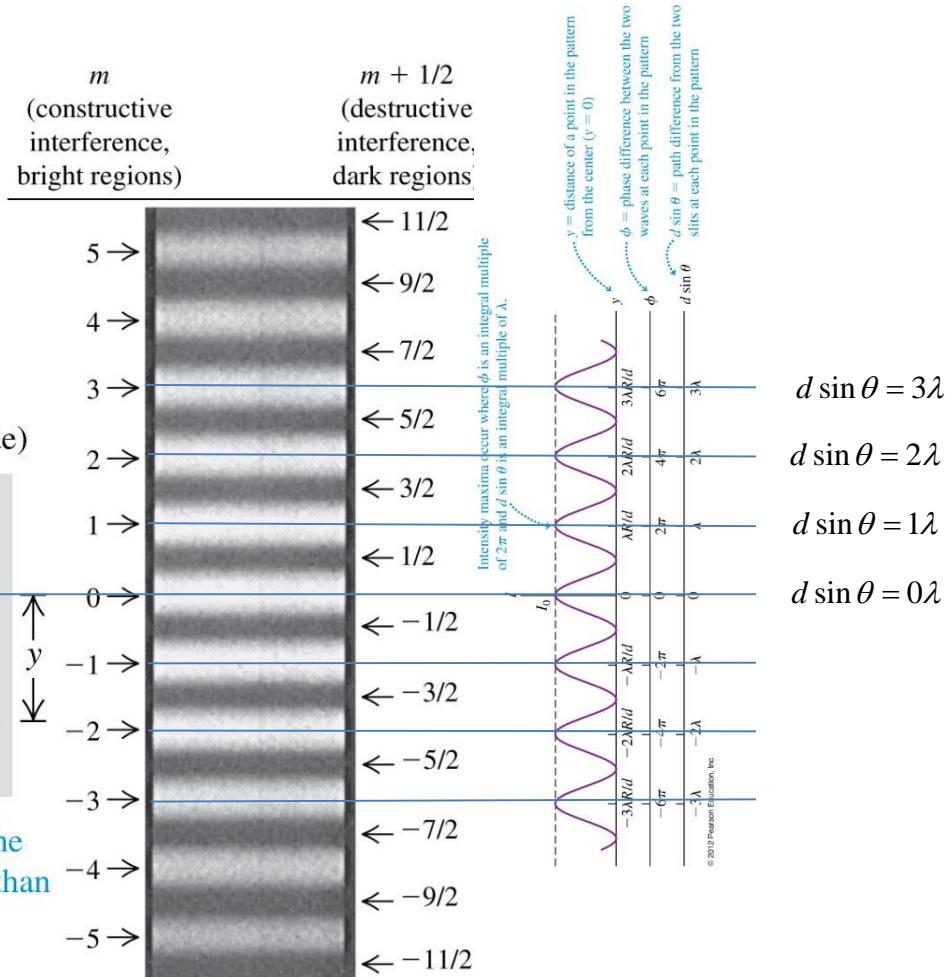 m
(constructive
interference,
bright regions)
m + 1/2
(destructive
interference,
dark regions)
5
4
3
2
1
0
−1
−2
−3
−4
−5
y
11/2
9/2
7/2
5/2
3/2
1/2
−1/2
−3/2
−5/2
−7/2
−9/2
−11/2
le)
he
than
y = distance of a point in the pattern
from the center (y = 0)
ϕ = phase difference between the two
waves at each point in the pattern
d sin θ = path difference from the two
slits at each point in the pattern
Intensity maxima occur where ϕ is an integral multiple
of 2π and d sin θ is an integral multiple of λ.
I
I₀
y
3λR/d
2λR/d
λR/d
0
−λR/d
−2λR/d
−3λR/d
ϕ
6π
4π
2π
0
−2π
−4π
−6π
d sin θ
3λ
2λ
λ
0
−λ
−2λ
−3λ
© 2012 Pearson Education, Inc.
d sin θ = 3λ
d sin θ = 2λ
d sin θ = 1λ
d sin θ = 0λ